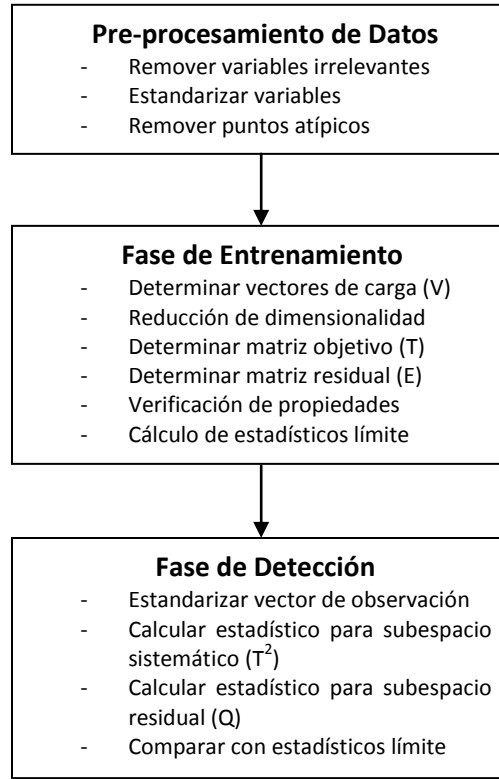 Pre-procesamiento de Datos
- Remover variables irrelevantes
- Estandarizar variables
- Remover puntos atípicos
Fase de Entrenamiento
- Determinar vectores de carga (V)
- Reducción de dimensionalidad
- Determinar matriz objetivo (T)
- Determinar matriz residual (E)
- Verificación de propiedades
- Cálculo de estadísticos límite
Fase de Detección
- Estandarizar vector de observación
- Calcular estadístico para subespacio
sistemático (T²)
- Calcular estadístico para subespacio
residual (Q)
- Comparar con estadísticos límite